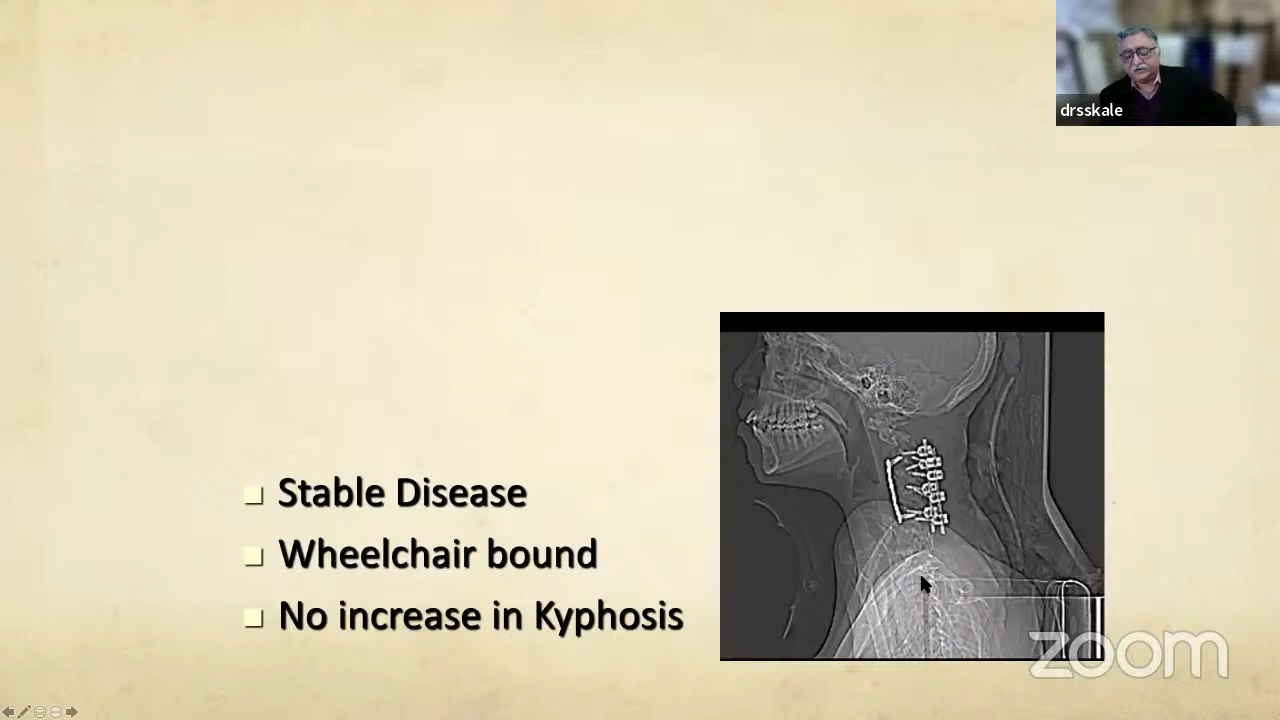 drsskale
Stable Disease
Wheelchair bound
No increase in Kyphosis
zoom